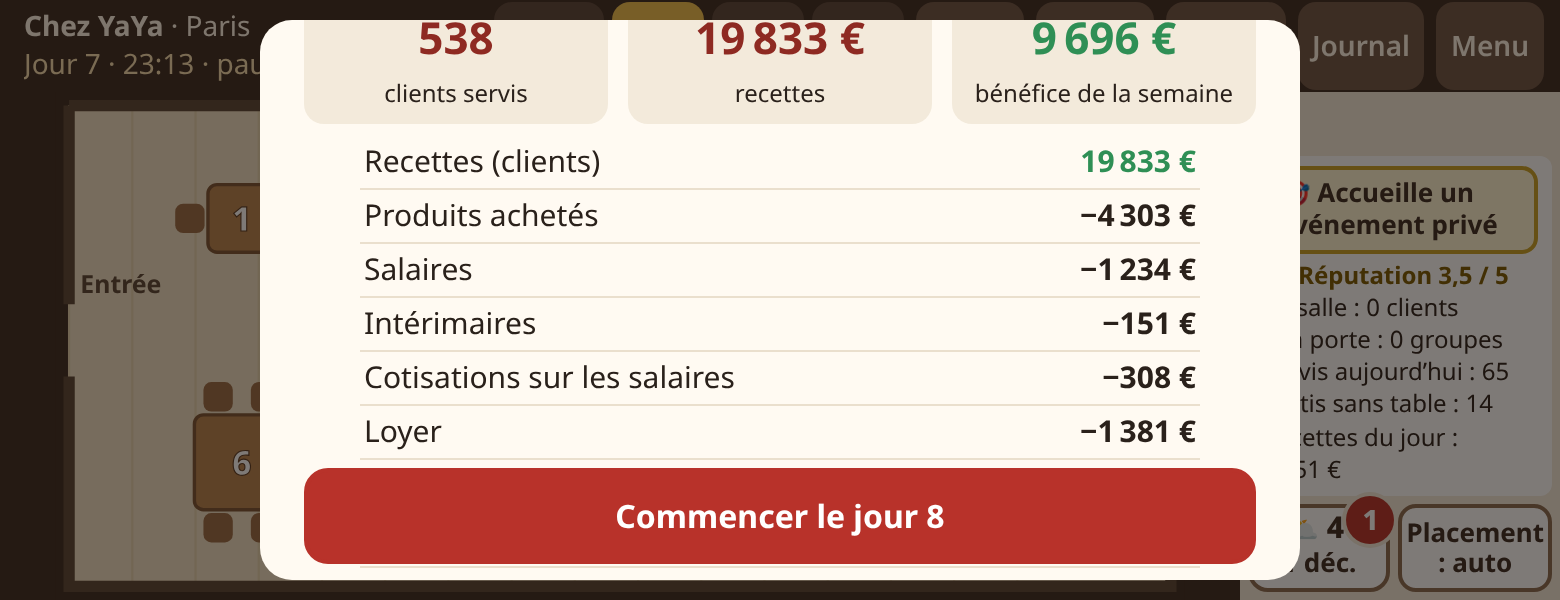 Chez YaYa · Paris
Jour 7 · 23:13 ·
Journal
Menu
538
clients servis
19 833 €
recettes
9 696 €
bénéfice de la semaine
Recettes (clients) 19 833 €
Produits achetés −4 303 €
Salaires −1 234 €
Intérimaires −151 €
Cotisations sur les salaires −308 €
Loyer −1 381 €
Commencer le jour 8
1
Entrée
6
Accueille un
événement privé
Réputation 3,5 / 5
salle : 0 clients
porte : 0 groupes
aujourd’hui : 65
sans table : 14
du jour :
€
4
1
déc.
Placement
: auto